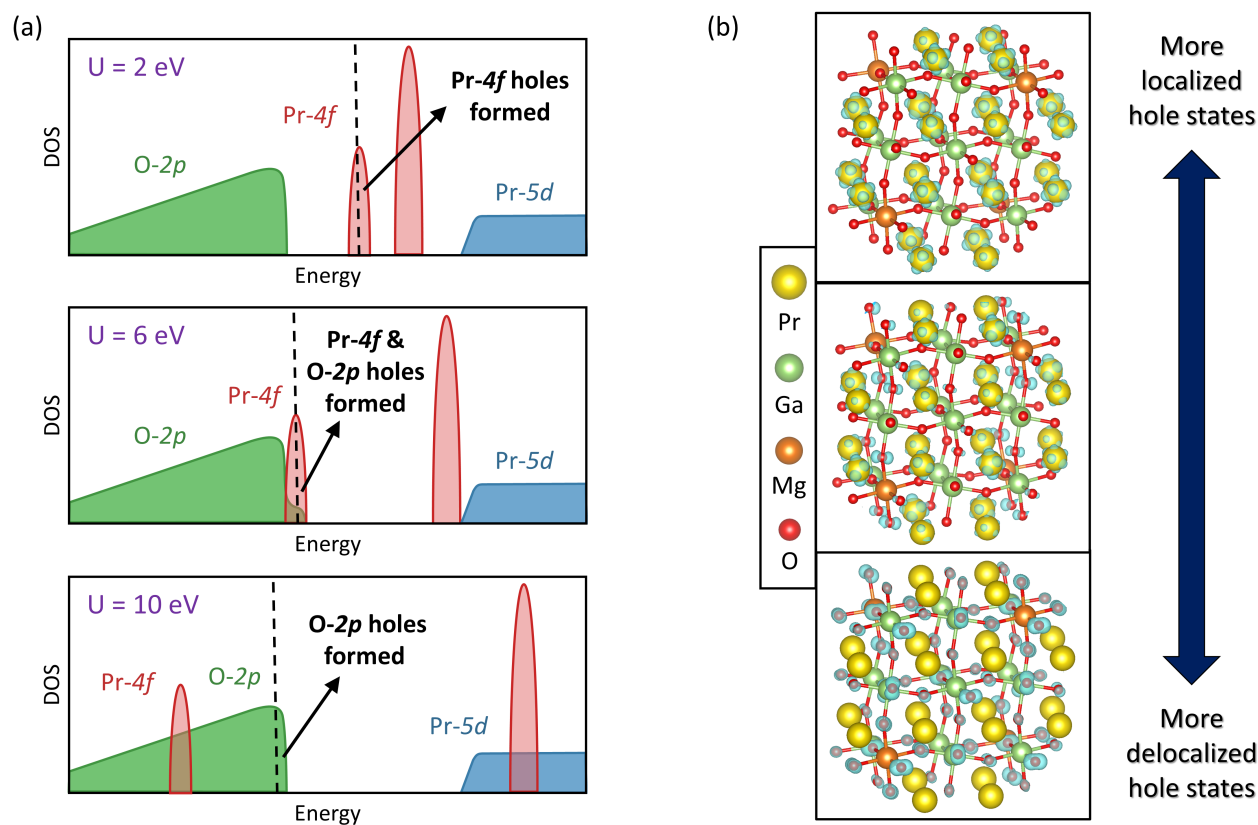 (a)
U = 2 eV
DOS
O-2p
Pr-4f
Pr-4f holes
formed
Pr-5d
Energy
U = 6 eV
DOS
O-2p
Pr-4f
Pr-4f &
O-2p holes
formed
Pr-5d
Energy
U = 10 eV
DOS
Pr-4f
O-2p
O-2p holes
formed
Pr-5d
Energy
(b)
Pr
Ga
Mg
O
More
localized
hole states
More
delocalized
hole states